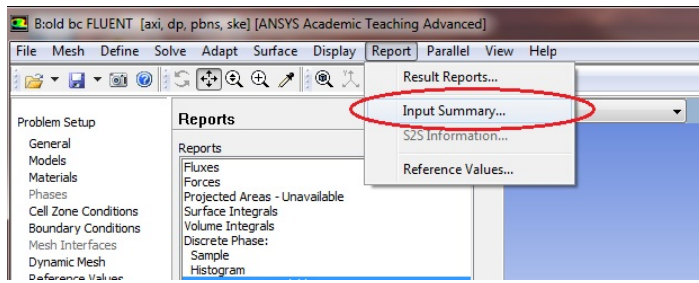 B:old bc FLUENT [axi, dp, pbns, ske] [ANSYS Academic Teaching Advanced]
File Mesh Define Solve Adapt Surface Display Report Parallel View Help
Result Reports...
Input Summary...
S2S Information...
Reference Values...
Problem Setup
General
Models
Materials
Phases
Cell Zone Conditions
Boundary Conditions
Mesh Interfaces
Dynamic Mesh
Reference Values
Reports
Reports
Fluxes
Forces
Projected Areas - Unavailable
Surface Integrals
Volume Integrals
Discrete Phase:
Sample
Histogram